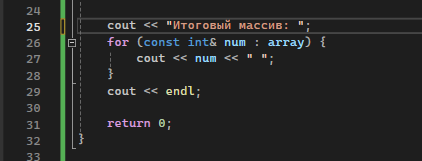 24
25 cout << "Итоговый массив: ";
26 for (const int& num : array) {
27 cout << num << " ";
28 }
29 cout << endl;
30
31 return 0;
32 }
33